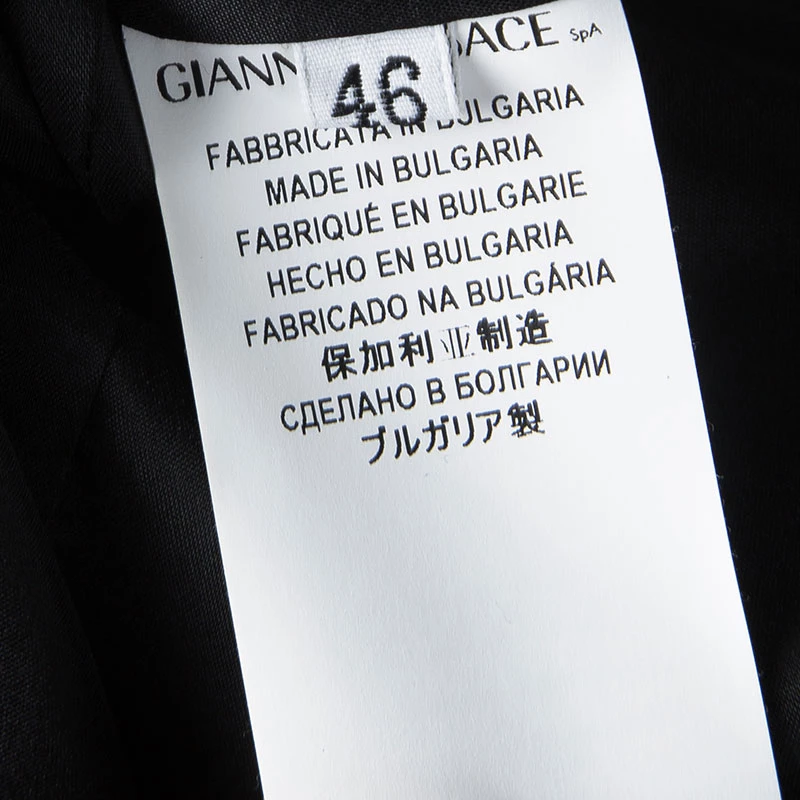 GIANN ACE SpA
46
FABBRICATA IN BULGARIA
MADE IN BULGARIA
FABRIQUÉ EN BULGARIE
HECHO EN BULGARIA
FABRICADO NA BULGÁRIA
保加利亚制造
СДЕЛАНО В БОЛГАРИИ
ブルガリア製